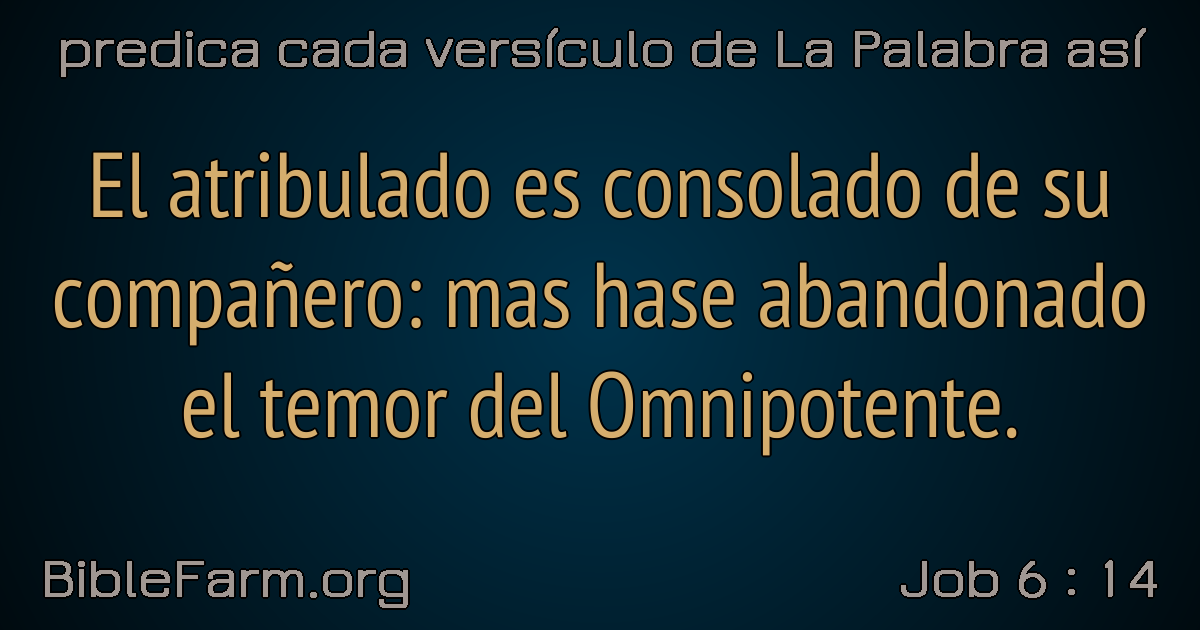 predica cada versículo de La Palabra así
El atribulado es consolado de su
compañero: mas hase abandonado
el temor del Omnipotente.
BibleFarm.org
Job 6 : 14